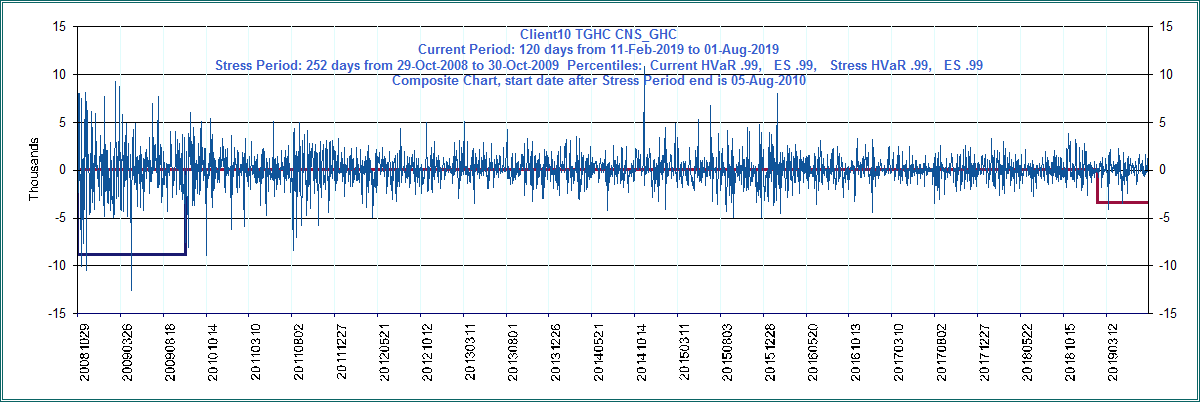 Client10 TGHC CNS_GHC
Current Period: 120 days from 11-Feb-2019 to 01-Aug-2019
Stress Period: 252 days from 29-Oct-2008 to 30-Oct-2009 Percentiles: Current HVaR .99, ES .99, Stress HVaR .99, ES .99
Composite Chart, start date after Stress Period end is 05-Aug-2010
15 15
10 10
5 5
0 0
-5 -5
-10 -10
-15 -15
Thousands
20081029 20090326 20090818 20101014 20110310 20110802 20111227 20120521 20121012 20130311 20130801 20131226 20140521 20141014 20150311 20150803 20151228 20160520 20161013 20170310 20170802 20171227 20180522 20181015 20190312